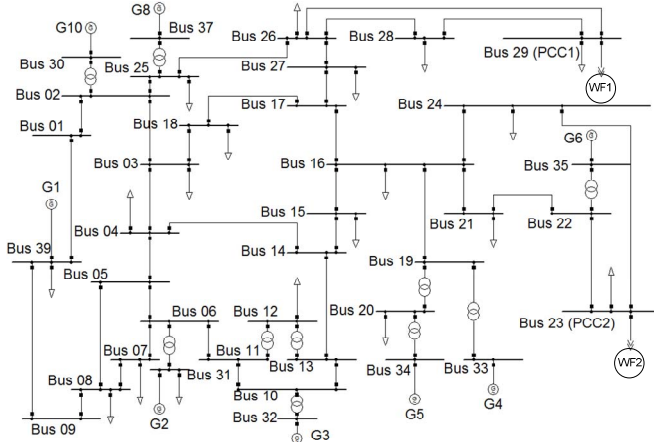 G8
Bus 37
G10
Bus 26
Bus 28
Bus 29 (PCC1)
Bus 30
Bus 25
Bus 27
WF1
Bus 02
Bus 17
Bus 24
Bus 01
Bus 18
G6
Bus 03
Bus 16
Bus 35
G1
Bus 15
Bus 21
Bus 22
Bus 04
Bus 14
Bus 39
Bus 19
Bus 05
Bus 06
Bus 12
Bus 20
Bus 23 (PCC2)
Bus 07
Bus 11
Bus 13
Bus 31
Bus 34
Bus 33
WF2
Bus 08
Bus 10
Bus 09
G2
Bus 32
G5
G4
G3